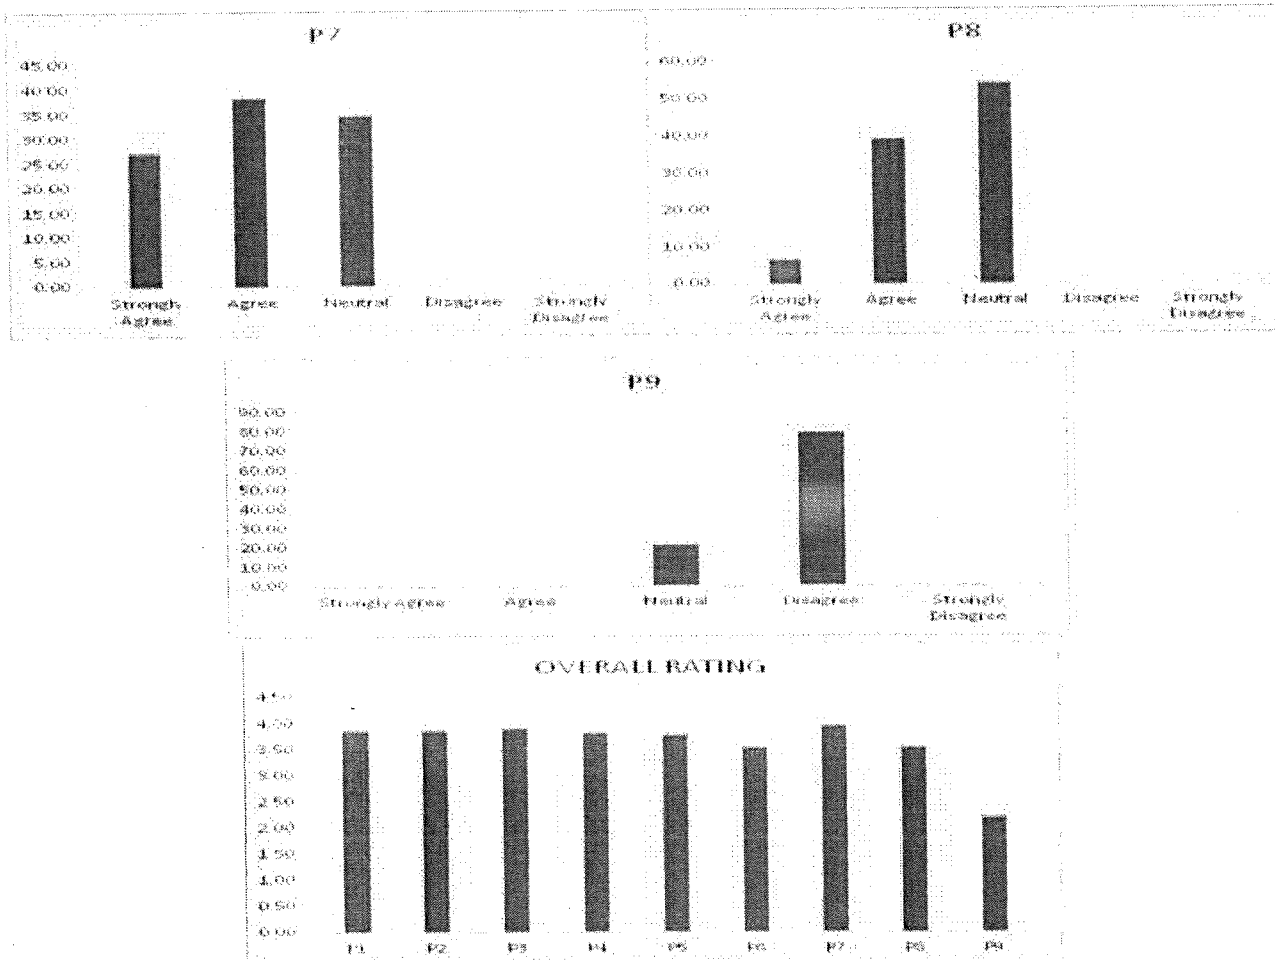 P7
45.00
40.00
35.00
30.00
25.00
20.00
15.00
10.00
5.00
0.00
Strongly Agree
Agree
Neutral
Disagree
Strongly Disagree
P8
60.00
50.00
40.00
30.00
20.00
10.00
0.00
Strongly Agree
Agree
Neutral
Disagree
Strongly Disagree
P9
90.00
80.00
70.00
60.00
50.00
40.00
30.00
20.00
10.00
0.00
Strongly Agree
Agree
Neutral
Disagree
Strongly Disagree
OVERALL RATING
4.50
4.00
3.50
3.00
2.50
2.00
1.50
1.00
0.50
0.00
P1
P2
P3
P4
P5
P6
P7
P8
P9